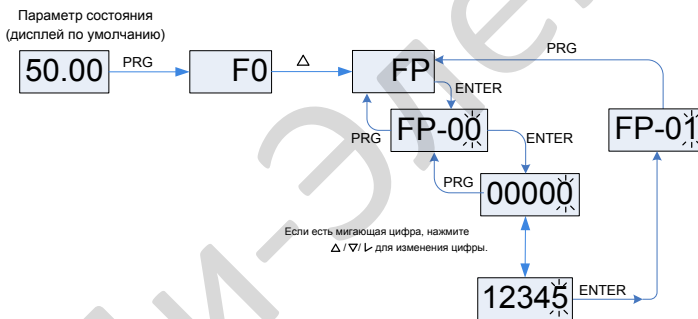 Параметр состояния
(дисплей по умолчанию)
50.00 PRG F0 △ FP PRG
ENTER
PRG FP-00 ENTER FP-01
PRG 00000
Если есть мигающая цифра, нажмите
△ / ▽/ ᒐ для изменения цифры.
12345 ENTER